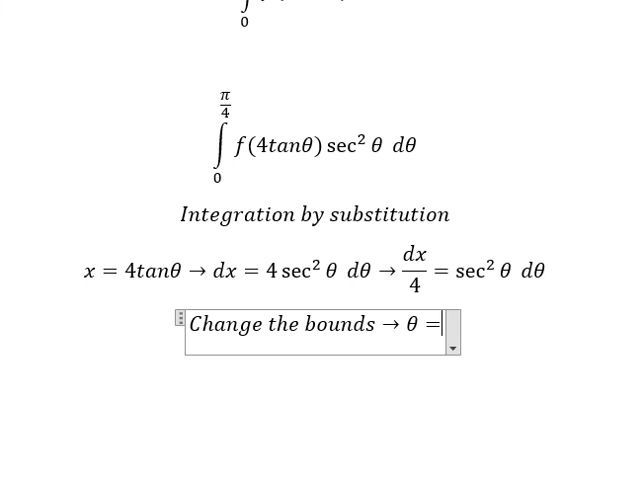 0
π
4
∫ f(4tanθ) sec² θ dθ
0
Integration by substitution
x = 4tanθ → dx = 4 sec² θ dθ → dx/4 = sec² θ dθ
Change the bounds → θ =